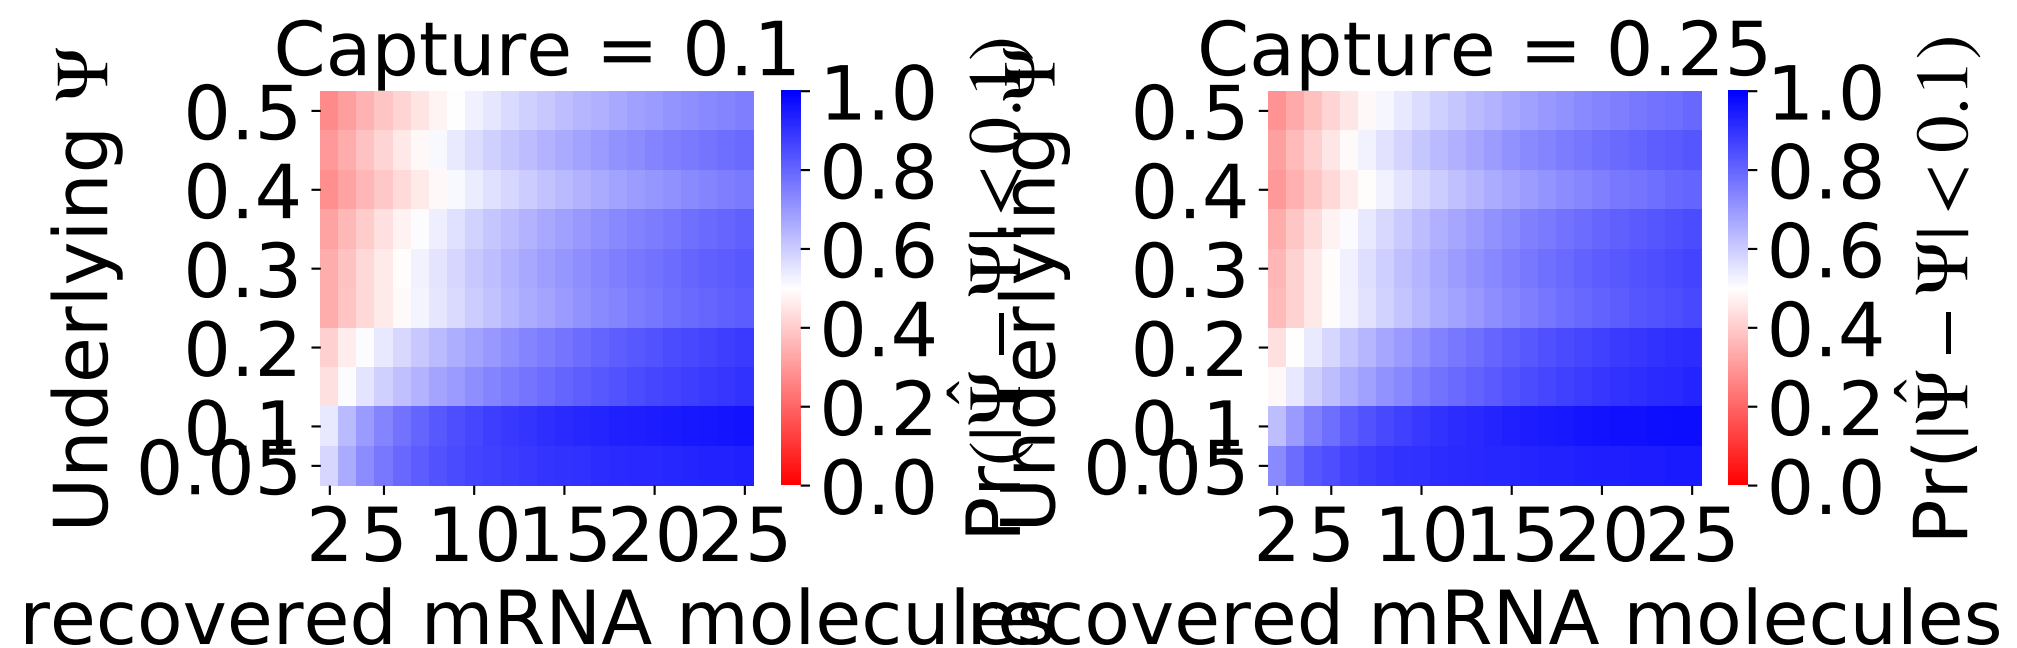 Capture = 0.1
Underlying Ψ
0.5
0.4
0.3
0.2
0.1
0.05
2 5 10 15 20 25
recovered mRNA molecules
1.0
0.8
0.6
0.4
0.2
0.0
Pr(|Ψ̂ − Ψ| < 0.1)
Capture = 0.25
Underlying Ψ
0.5
0.4
0.3
0.2
0.1
0.05
2 5 10 15 20 25
recovered mRNA molecules
1.0
0.8
0.6
0.4
0.2
0.0
Pr(|Ψ̂ − Ψ| < 0.1)